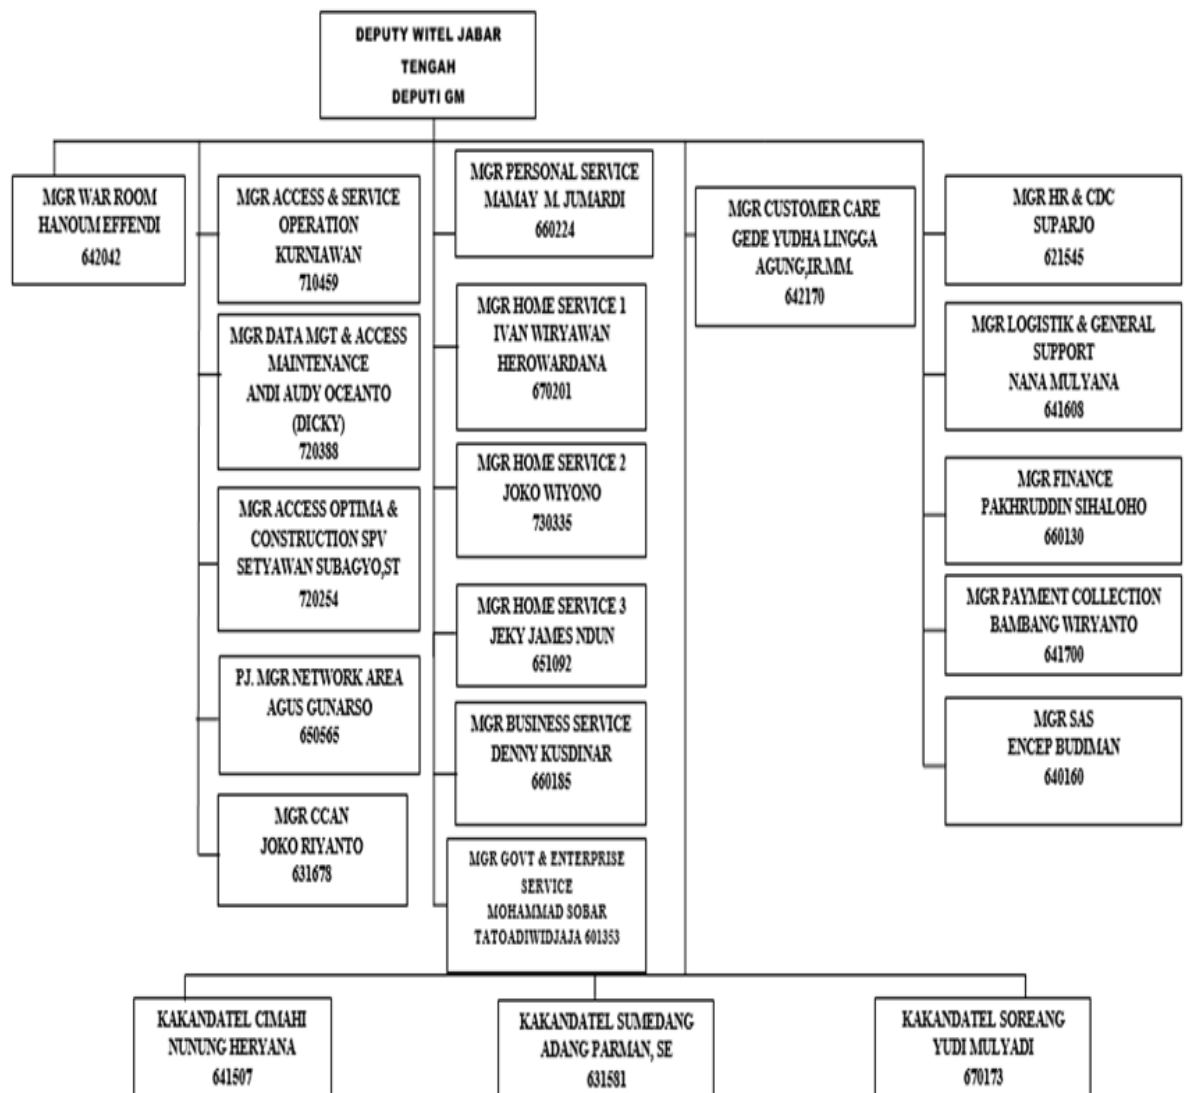 DEPUTY WITEL JABAR
TENGAH
DEPUTI GM
MGR WAR ROOM
HANOUM EFFENDI
642042
MGR ACCESS & SERVICE
OPERATION
KURNIAWAN
710459
MGR DATA MGT & ACCESS
MAINTENANCE
ANDI AUDY OCEANTO
(DICKY)
720388
MGR ACCESS OPTIMA &
CONSTRUCTION SPV
SETYAWAN SUBAGYO,ST
720254
PJ. MGR NETWORK AREA
AGUS GUNARSO
650565
MGR CCAN
JOKO RIYANTO
631678
MGR PERSONAL SERVICE
MAMAY M. JUMARDI
660224
MGR HOME SERVICE 1
IVAN WIRYAWAN
HEROWARDANA
670201
MGR HOME SERVICE 2
JOKO WIYONO
730335
MGR HOME SERVICE 3
JEKY JAMES NDUN
651092
MGR BUSINESS SERVICE
DENNY KUSDINAR
660185
MGR GOVT & ENTERPRISE
SERVICE
MOHAMMAD SOBAR
TATOADIWIDJAJA 601353
MGR CUSTOMER CARE
GEDE YUDHA LINGGA
AGUNG,IR.MM.
642170
MGR HR & CDC
SUPARJO
621545
MGR LOGISTIK & GENERAL
SUPPORT
NANA MULYANA
641608
MGR FINANCE
PAKHRUDDIN SIHALOHO
660130
MGR PAYMENT COLLECTION
BAMBANG WIRYANTO
641700
MGR SAS
ENCEP BUDIMAN
640160
KAKANDATEL CIMAHI
NUNUNG HERYANA
641507
KAKANDATEL SUMEDANG
ADANG PARMAN, SE
631581
KAKANDATEL SOREANG
YUDI MULYADI
670173